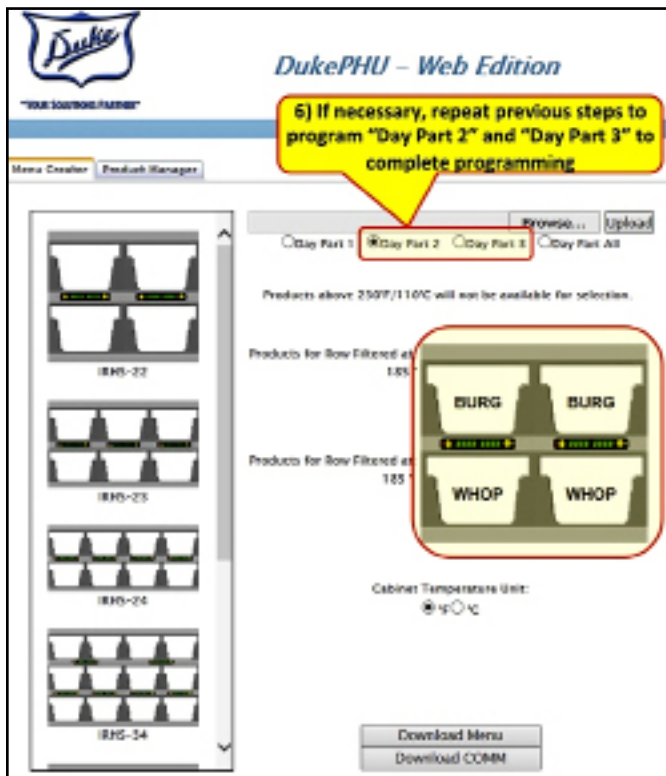 Duke
"YOUR SOLUTIONS PARTNER"
DukePHU – Web Edition
6) If necessary, repeat previous steps to
program “Day Part 2” and “Day Part 3” to
complete programming
Menu Creator Product Manager
Browse... Upload
Day Part 1 Day Part 2 Day Part 3 Day Part All
Products above 230°F/110°C will not be available for selection.
IRHS-22
Products for Row Filtered at
185 °
BURG BURG
IRHS-23
Products for Row Filtered at
185 °
WHOP WHOP
IRHS-24
Cabinet Temperature Unit:
°F °C
IRHS-34
Download Menu
Download COMM